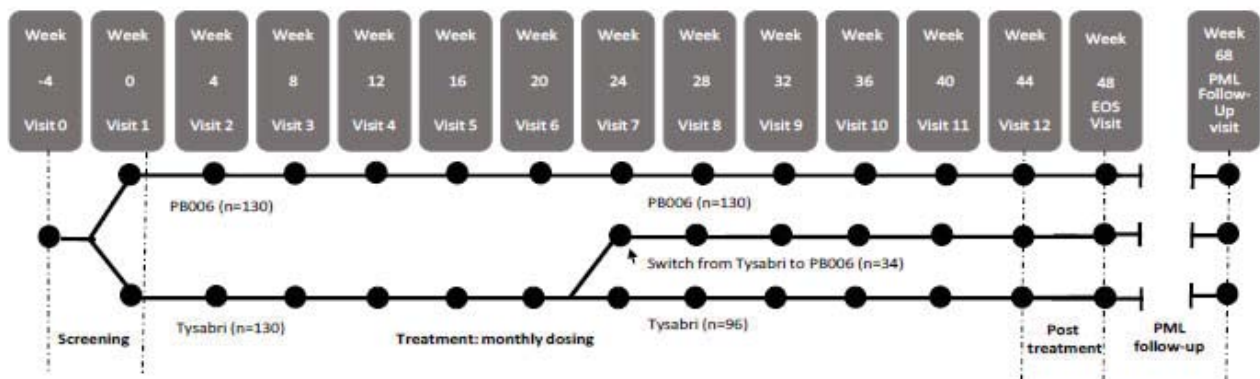 Week -4 Visit 0
Week 0 Visit 1
Week 4 Visit 2
Week 8 Visit 3
Week 12 Visit 4
Week 16 Visit 5
Week 20 Visit 6
Week 24 Visit 7
Week 28 Visit 8
Week 32 Visit 9
Week 36 Visit 10
Week 40 Visit 11
Week 44 Visit 12
Week 48 EOS Visit
Week 68 PML Follow-Up visit
PB006 (n=130)
PB006 (n=130)
Switch from Tysabri to PB006 (n=34)
Tysabri (n=130)
Tysabri (n=96)
Screening
Treatment: monthly dosing
Post treatment
PML follow-up